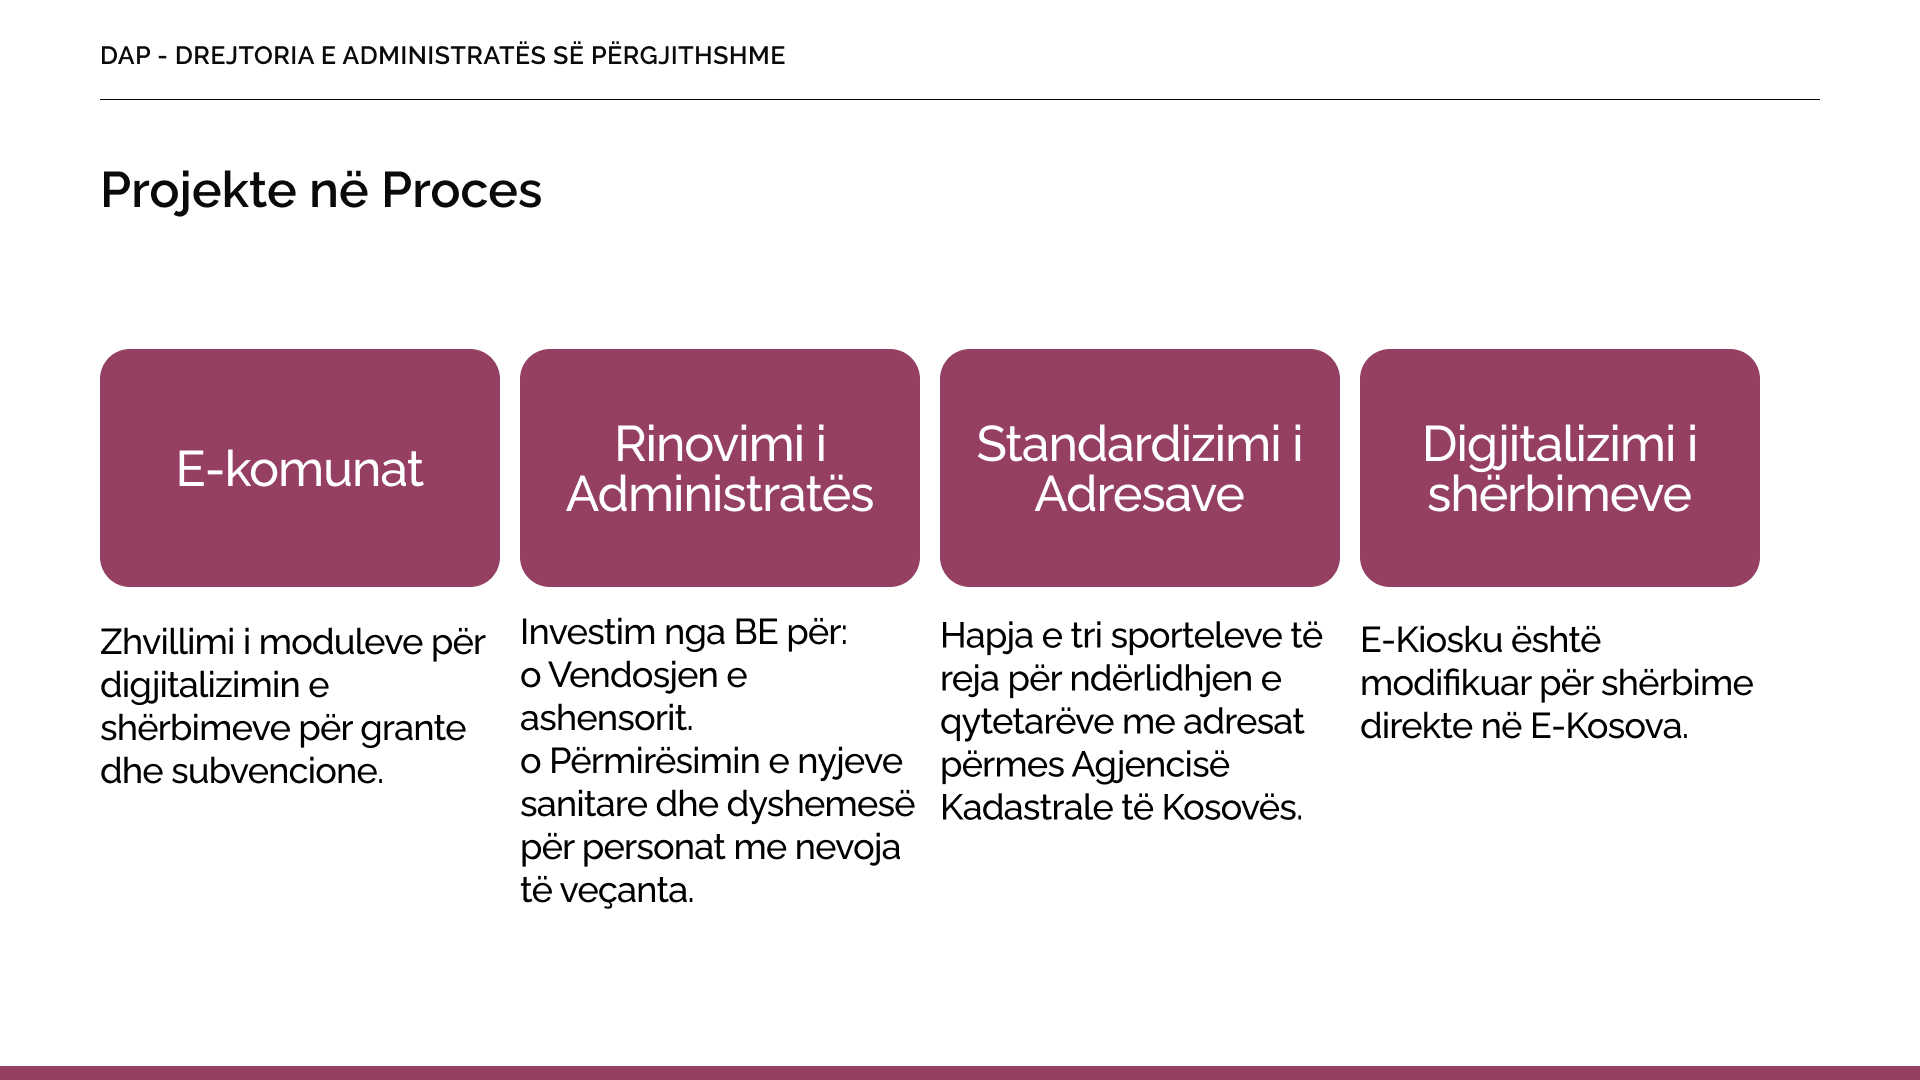 DAP - DREJTORIA E ADMINISTRATËS SË PËRGJITHSHME
Projekte në Proces
E-komunat
Zhvillimi i moduleve për
digjitalizimin e
shërbimeve për grante
dhe subvencione.
Rinovimi i
Administratës
Investim nga BE për:
o Vendosjen e
ashensorit.
o Përmirësimin e nyjeve
sanitare dhe dyshemesë
për personat me nevoja
të veçanta.
Standardizimi i
Adresave
Hapja e tri sporteleve të
reja për ndërlidhjen e
qytetarëve me adresat
përmes Agjencisë
Kadastrale të Kosovës.
Digjitalizimi i
shërbimeve
E-Kiosku është
modifikuar për shërbime
direkte në E-Kosova.